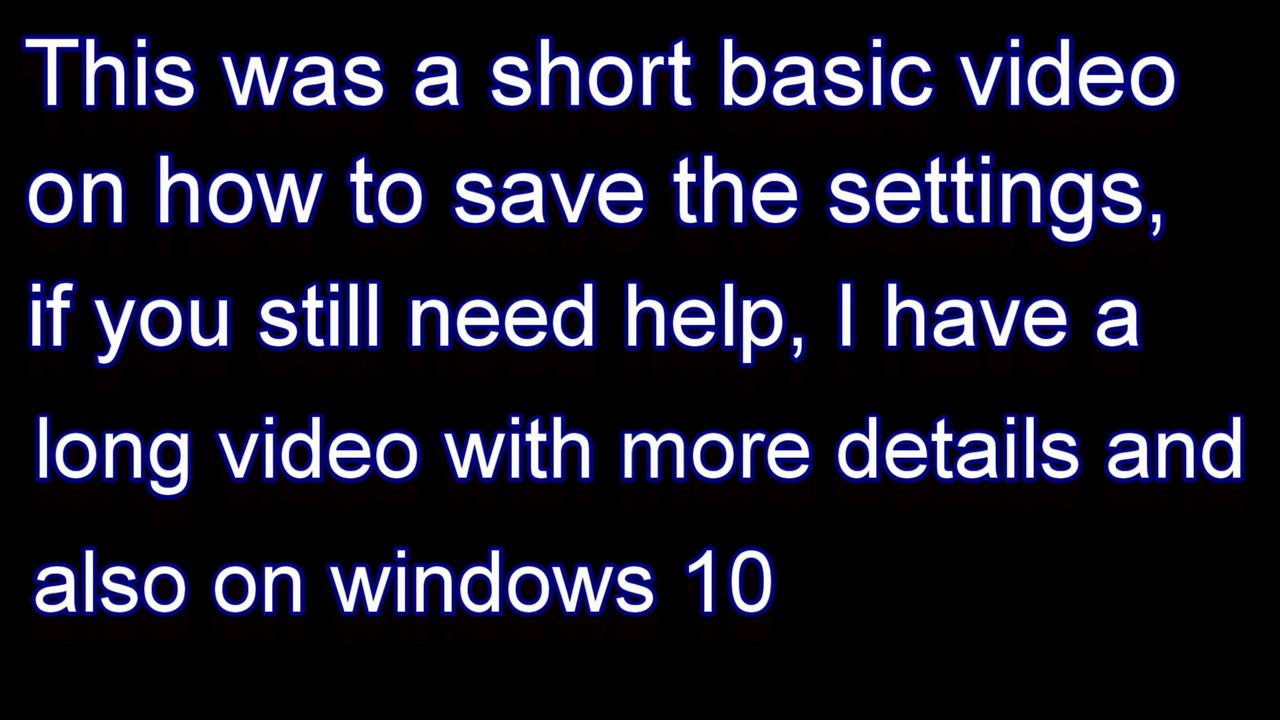 This was a short basic video
on how to save the settings,
if you still need help, I have a
long video with more details and
also on windows 10